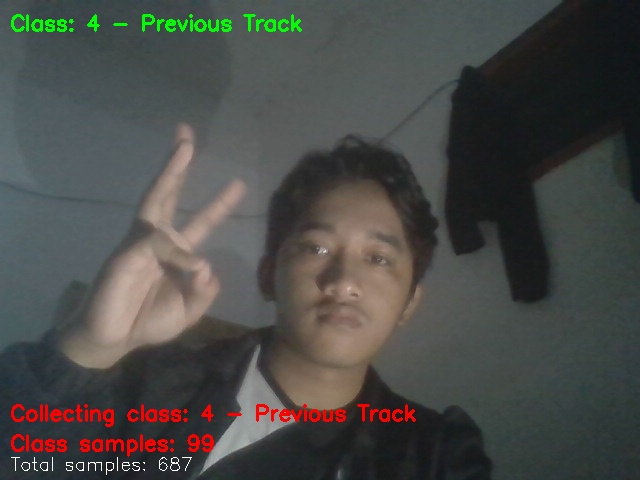 Class: 4 - Previous Track
Collecting class: 4 - Previous Track
Class samples: 99
Total samples: 687